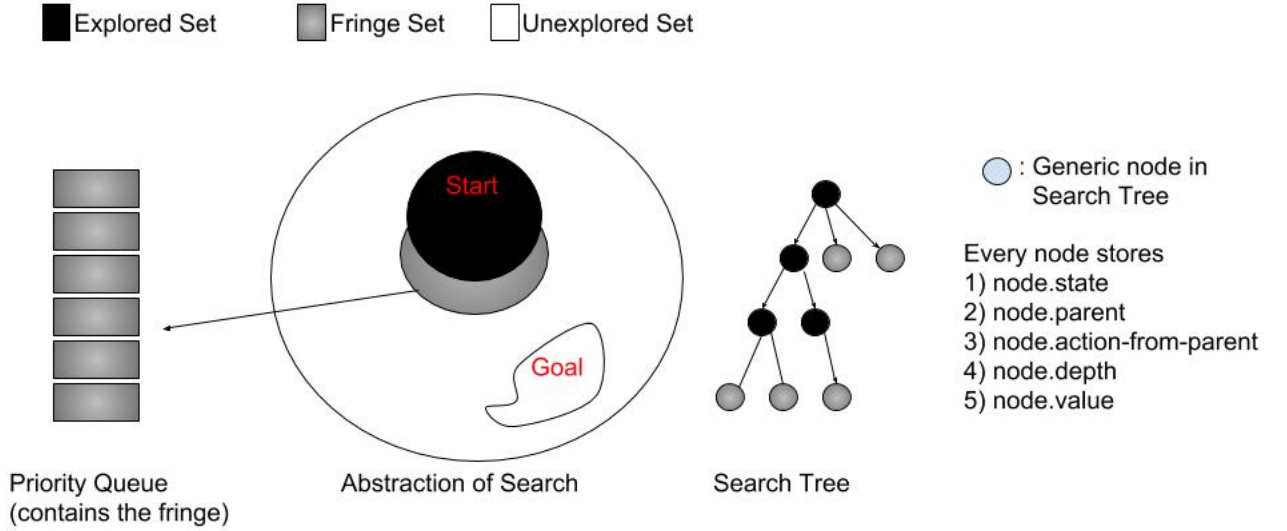 Explored Set
Fringe Set
Unexplored Set
Start
Goal
: Generic node in
Search Tree
Every node stores
1) node.state
2) node.parent
3) node.action-from-parent
4) node.depth
5) node.value
Priority Queue
(contains the fringe)
Abstraction of Search
Search Tree